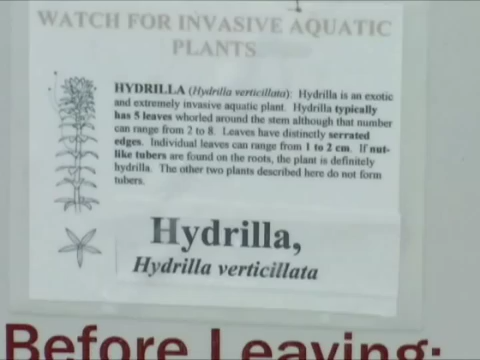 WATCH FOR INVASIVE AQUATIC
PLANTS
HYDRILLA (Hydrilla verticillata): Hydrilla is an exotic
and extremely invasive aquatic plant. Hydrilla typically
has 5 leaves whorled around the stem although that number
can range from 2 to 8. Leaves have distinctly serrated
edges. Individual leaves can range from 1 to 2 cm. If nut-
like tubers are found on the roots, the plant is definitely
hydrilla. The other two plants described here do not form
tubers.
Hydrilla,
Hydrilla verticillata
Before Leaving: